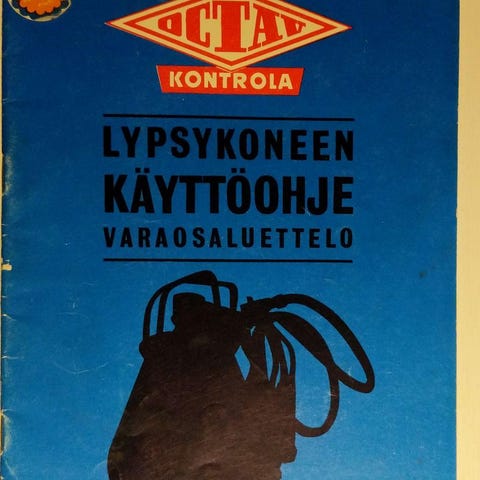 OCTAV
KONTROLA
LYPSYKONEEN
KÄYTTÖOHJE
VARAOSALUETTELO